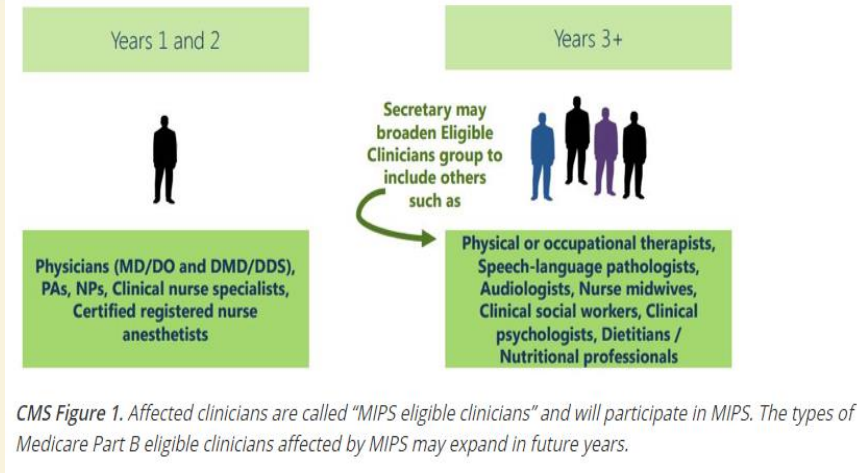 Years 1 and 2
Years 3+
Secretary may
broaden Eligible
Clinicians group to
include others
such as
Physicians (MD/DO and DMD/DDS),
PAs, NPs, Clinical nurse specialists,
Certified registered nurse
anesthetists
Physical or occupational therapists,
Speech-language pathologists,
Audiologists, Nurse midwives,
Clinical social workers, Clinical
psychologists, Dietitians /
Nutritional professionals
CMS Figure 1. Affected clinicians are called “MIPS eligible clinicians” and will participate in MIPS. The types of
Medicare Part B eligible clinicians affected by MIPS may expand in future years.